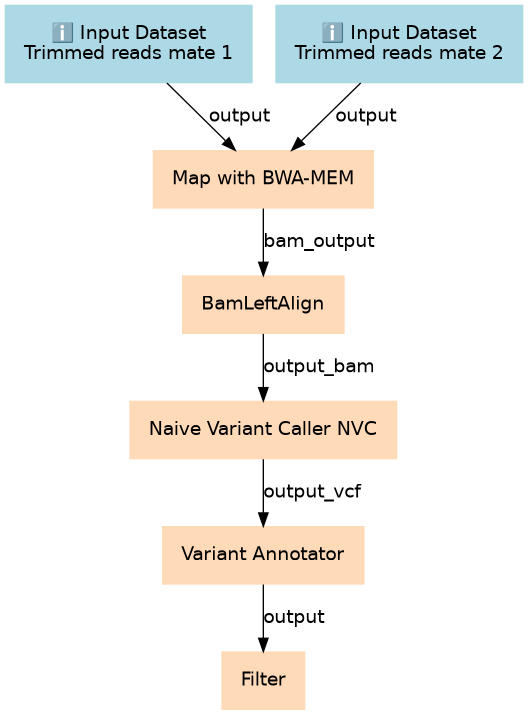 ℹ️ Input Dataset
Trimmed reads mate 1
ℹ️ Input Dataset
Trimmed reads mate 2
output
output
Map with BWA-MEM
bam_output
BamLeftAlign
output_bam
Naive Variant Caller NVC
output_vcf
Variant Annotator
output
Filter